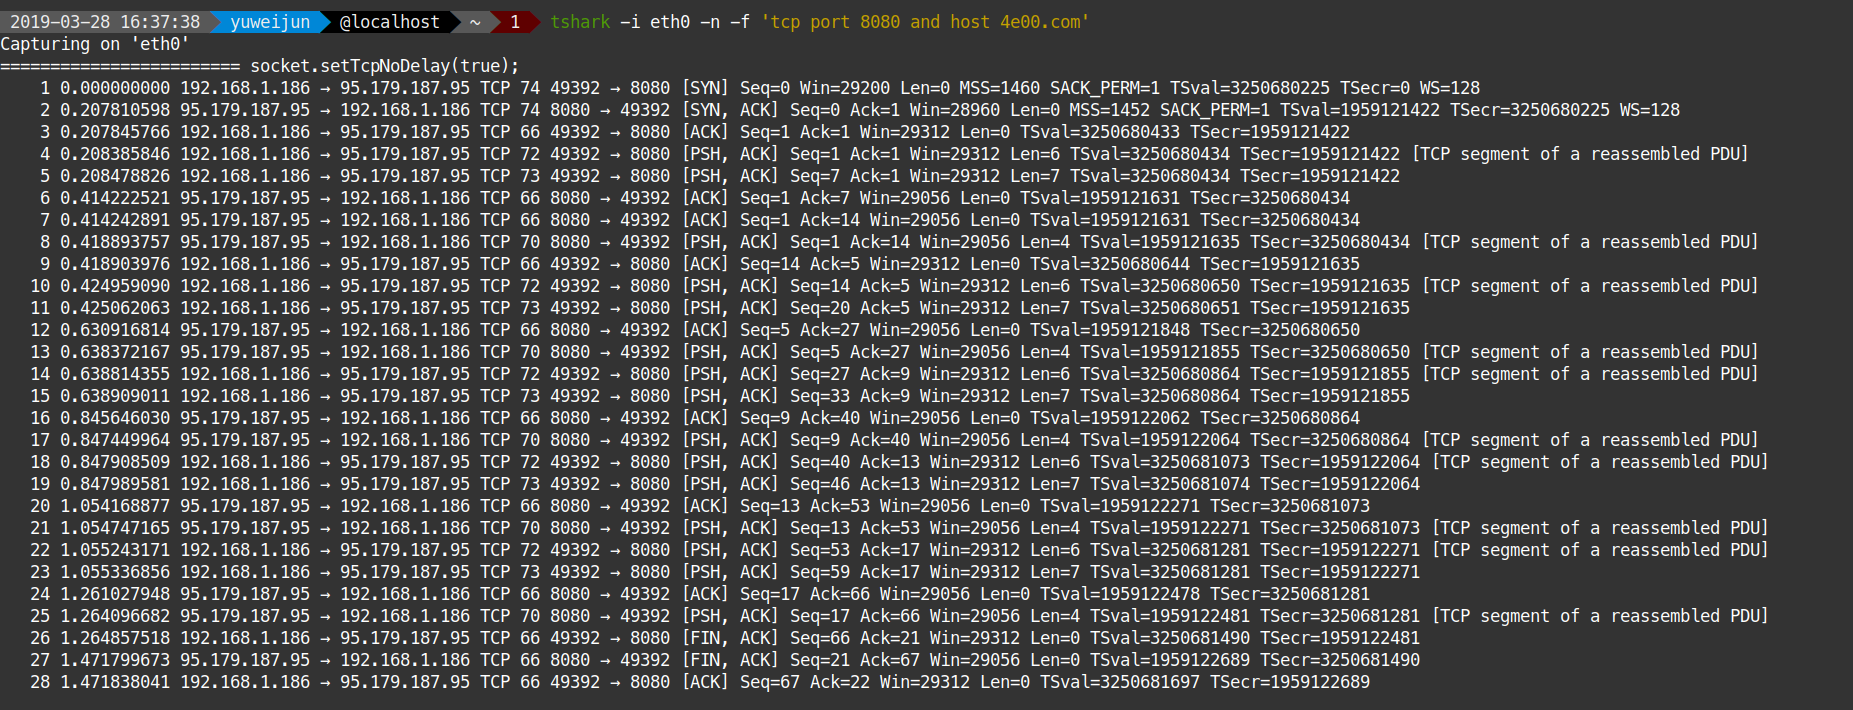 2019-03-28 16:37:38 yuweijun @localhost ~ 1 tshark -i eth0 -n -f 'tcp port 8080 and host 4e00.com'
Capturing on 'eth0'
======================== socket.setTcpNoDelay(true);
1 0.000000000 192.168.1.186 → 95.179.187.95 TCP 74 49392 → 8080 [SYN] Seq=0 Win=29200 Len=0 MSS=1460 SACK_PERM=1 TSval=3250680225 TSecr=0 WS=128
2 0.207810598 95.179.187.95 → 192.168.1.186 TCP 74 8080 → 49392 [SYN, ACK] Seq=0 Ack=1 Win=28960 Len=0 MSS=1452 SACK_PERM=1 TSval=1959121422 TSecr=3250680225 WS=128
3 0.207845766 192.168.1.186 → 95.179.187.95 TCP 66 49392 → 8080 [ACK] Seq=1 Ack=1 Win=29312 Len=0 TSval=3250680433 TSecr=1959121422
4 0.208385846 192.168.1.186 → 95.179.187.95 TCP 72 49392 → 8080 [PSH, ACK] Seq=1 Ack=1 Win=29312 Len=6 TSval=3250680434 TSecr=1959121422 [TCP segment of a reassembled PDU]
5 0.208478826 192.168.1.186 → 95.179.187.95 TCP 73 49392 → 8080 [PSH, ACK] Seq=7 Ack=1 Win=29312 Len=7 TSval=3250680434 TSecr=1959121422
6 0.414222521 95.179.187.95 → 192.168.1.186 TCP 66 8080 → 49392 [ACK] Seq=1 Ack=7 Win=29056 Len=0 TSval=1959121631 TSecr=3250680434
7 0.414242891 95.179.187.95 → 192.168.1.186 TCP 66 8080 → 49392 [ACK] Seq=1 Ack=14 Win=29056 Len=0 TSval=1959121631 TSecr=3250680434
8 0.418893757 95.179.187.95 → 192.168.1.186 TCP 70 8080 → 49392 [PSH, ACK] Seq=1 Ack=14 Win=29056 Len=4 TSval=1959121635 TSecr=3250680434 [TCP segment of a reassembled PDU]
9 0.418903976 192.168.1.186 → 95.179.187.95 TCP 66 49392 → 8080 [ACK] Seq=14 Ack=5 Win=29312 Len=0 TSval=3250680644 TSecr=1959121635
10 0.424959090 192.168.1.186 → 95.179.187.95 TCP 72 49392 → 8080 [PSH, ACK] Seq=14 Ack=5 Win=29312 Len=6 TSval=3250680650 TSecr=1959121635 [TCP segment of a reassembled PDU]
11 0.425062063 192.168.1.186 → 95.179.187.95 TCP 73 49392 → 8080 [PSH, ACK] Seq=20 Ack=5 Win=29312 Len=7 TSval=3250680651 TSecr=1959121635
12 0.630916814 95.179.187.95 → 192.168.1.186 TCP 66 8080 → 49392 [ACK] Seq=5 Ack=27 Win=29056 Len=0 TSval=1959121848 TSecr=3250680650
13 0.638372167 95.179.187.95 → 192.168.1.186 TCP 70 8080 → 49392 [PSH, ACK] Seq=5 Ack=27 Win=29056 Len=4 TSval=1959121855 TSecr=3250680650 [TCP segment of a reassembled PDU]
14 0.638814355 192.168.1.186 → 95.179.187.95 TCP 72 49392 → 8080 [PSH, ACK] Seq=27 Ack=9 Win=29312 Len=6 TSval=3250680864 TSecr=1959121855 [TCP segment of a reassembled PDU]
15 0.638909011 192.168.1.186 → 95.179.187.95 TCP 73 49392 → 8080 [PSH, ACK] Seq=33 Ack=9 Win=29312 Len=7 TSval=3250680864 TSecr=1959121855
16 0.845646030 95.179.187.95 → 192.168.1.186 TCP 66 8080 → 49392 [ACK] Seq=9 Ack=40 Win=29056 Len=0 TSval=1959122062 TSecr=3250680864
17 0.847449964 95.179.187.95 → 192.168.1.186 TCP 70 8080 → 49392 [PSH, ACK] Seq=9 Ack=40 Win=29056 Len=4 TSval=1959122064 TSecr=3250680864 [TCP segment of a reassembled PDU]
18 0.847908509 192.168.1.186 → 95.179.187.95 TCP 72 49392 → 8080 [PSH, ACK] Seq=40 Ack=13 Win=29312 Len=6 TSval=3250681073 TSecr=1959122064 [TCP segment of a reassembled PDU]
19 0.847989581 192.168.1.186 → 95.179.187.95 TCP 73 49392 → 8080 [PSH, ACK] Seq=46 Ack=13 Win=29312 Len=7 TSval=3250681074 TSecr=1959122064
20 1.054168877 95.179.187.95 → 192.168.1.186 TCP 66 8080 → 49392 [ACK] Seq=13 Ack=53 Win=29056 Len=0 TSval=1959122271 TSecr=3250681073
21 1.054747165 95.179.187.95 → 192.168.1.186 TCP 70 8080 → 49392 [PSH, ACK] Seq=13 Ack=53 Win=29056 Len=4 TSval=1959122271 TSecr=3250681073 [TCP segment of a reassembled PDU]
22 1.055243171 192.168.1.186 → 95.179.187.95 TCP 72 49392 → 8080 [PSH, ACK] Seq=53 Ack=17 Win=29312 Len=6 TSval=3250681281 TSecr=1959122271 [TCP segment of a reassembled PDU]
23 1.055336856 192.168.1.186 → 95.179.187.95 TCP 73 49392 → 8080 [PSH, ACK] Seq=59 Ack=17 Win=29312 Len=7 TSval=3250681281 TSecr=1959122271
24 1.261027948 95.179.187.95 → 192.168.1.186 TCP 66 8080 → 49392 [ACK] Seq=17 Ack=66 Win=29056 Len=0 TSval=1959122478 TSecr=3250681281
25 1.264096682 95.179.187.95 → 192.168.1.186 TCP 70 8080 → 49392 [PSH, ACK] Seq=17 Ack=66 Win=29056 Len=4 TSval=1959122481 TSecr=3250681281 [TCP segment of a reassembled PDU]
26 1.264857518 192.168.1.186 → 95.179.187.95 TCP 66 49392 → 8080 [FIN, ACK] Seq=66 Ack=21 Win=29312 Len=0 TSval=3250681490 TSecr=1959122481
27 1.471799673 95.179.187.95 → 192.168.1.186 TCP 66 8080 → 49392 [FIN, ACK] Seq=21 Ack=67 Win=29056 Len=0 TSval=1959122689 TSecr=3250681490
28 1.471838041 192.168.1.186 → 95.179.187.95 TCP 66 49392 → 8080 [ACK] Seq=67 Ack=22 Win=29312 Len=0 TSval=3250681697 TSecr=1959122689